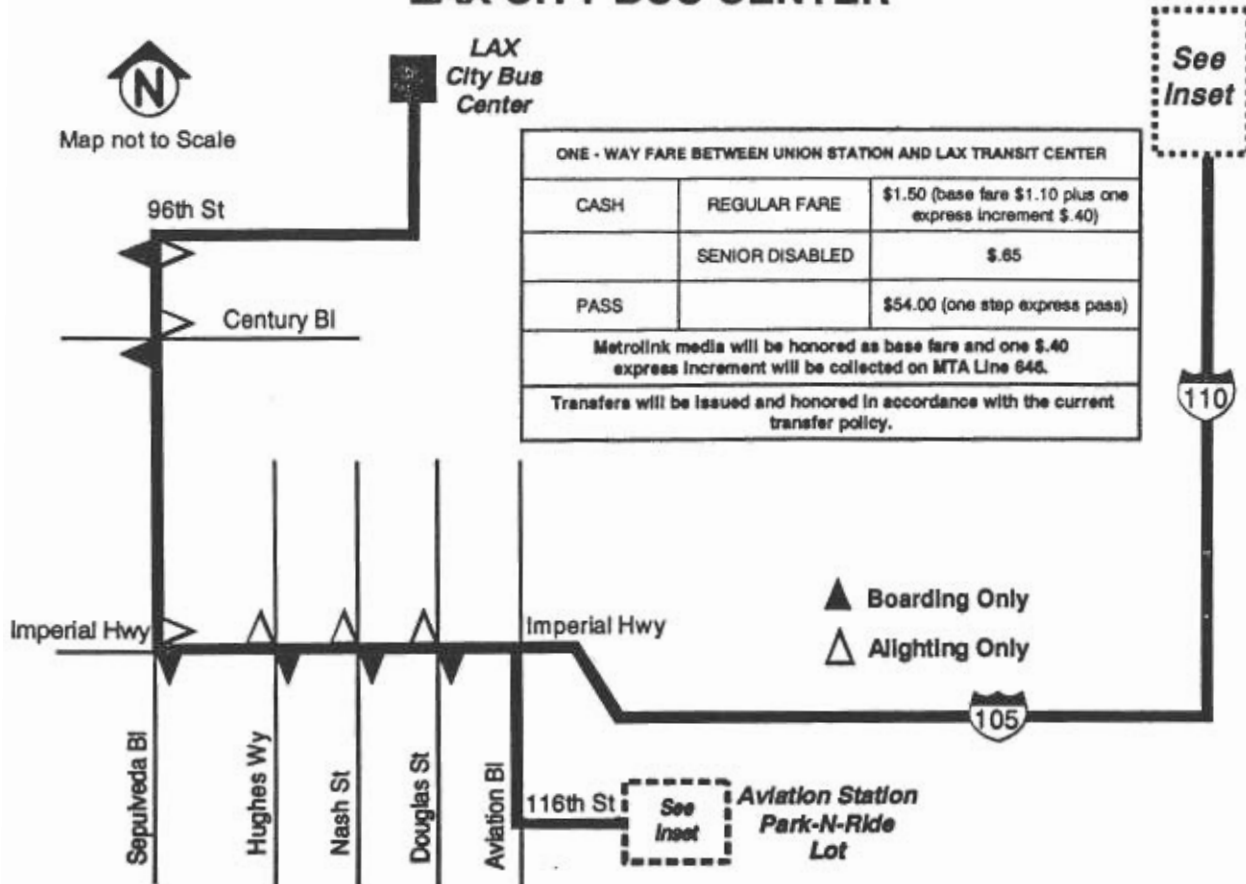 LAX CITY BUS CENTER
N
Map not to Scale
LAX
City Bus
Center
See
Inset
ONE - WAY FARE BETWEEN UNION STATION AND LAX TRANSIT CENTER
CASH REGULAR FARE $1.50 (base fare $1.10 plus one
express increment $.40)
SENIOR DISABLED $.65
PASS $54.00 (one step express pass)
Metrolink media will be honored as base fare and one $.40
express increment will be collected on MTA Line 646.
Transfers will be issued and honored in accordance with the current
transfer policy.
96th St
Century Bl
110
Boarding Only
Alighting Only
Imperial Hwy
Imperial Hwy
105
Sepulveda Bl
Hughes Wy
Nash St
Douglas St
Aviation Bl
116th St
See
Inset
Aviation Station
Park-N-Ride
Lot